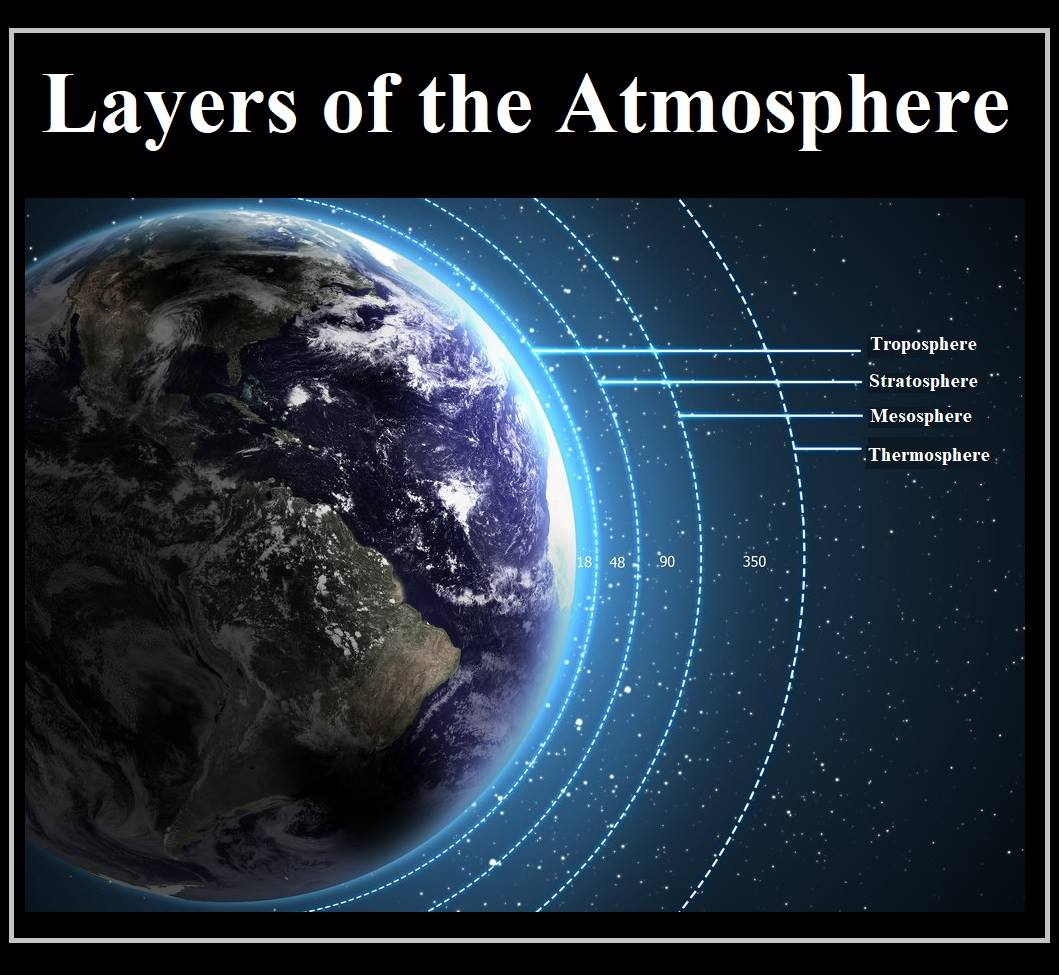 Layers of the Atmosphere
Troposphere
Stratosphere
Mesosphere
Thermosphere
18 48 90 350